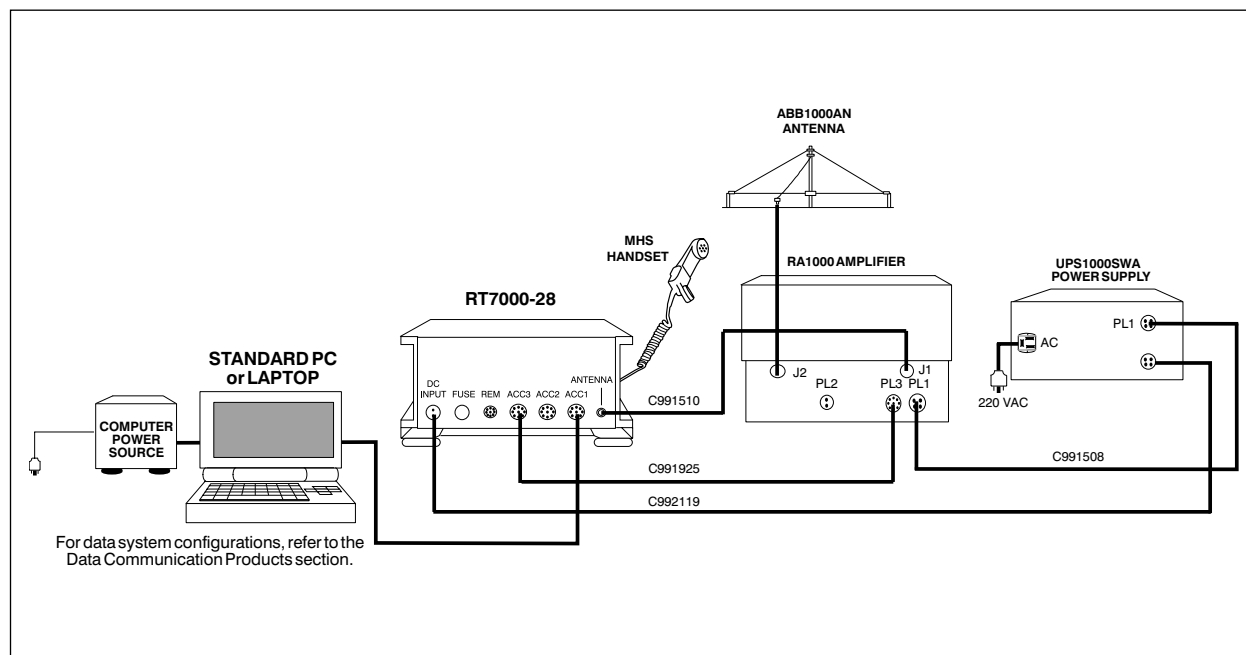 ABB1000AN
ANTENNA
MHS
HANDSET
RA1000 AMPLIFIER
UPS1000SWA
POWER SUPPLY
RT7000-28
PL1
AC
220 VAC
STANDARD PC
or LAPTOP
COMPUTER
POWER
SOURCE
DC
INPUT
FUSE
REM
ACC3
ACC2
ACC1
ANTENNA
J2
J1
PL2
PL3
PL1
C991510
C991925
C991508
C992119
For data system configurations, refer to the
Data Communication Products section.